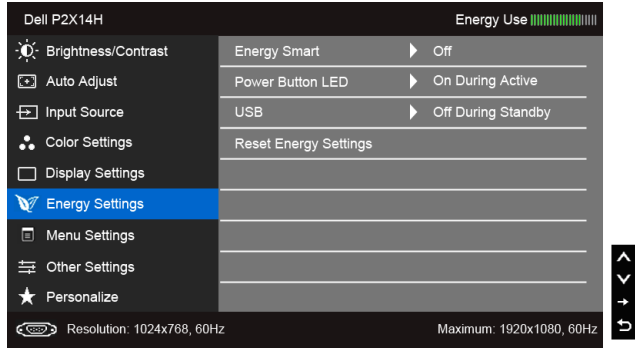 Dell P2X14H Energy Use
Brightness/Contrast Energy Smart Off
Auto Adjust Power Button LED On During Active
Input Source USB Off During Standby
Color Settings Reset Energy Settings
Display Settings
Energy Settings
Menu Settings
Other Settings
Personalize
Resolution: 1024x768, 60Hz Maximum: 1920x1080, 60Hz